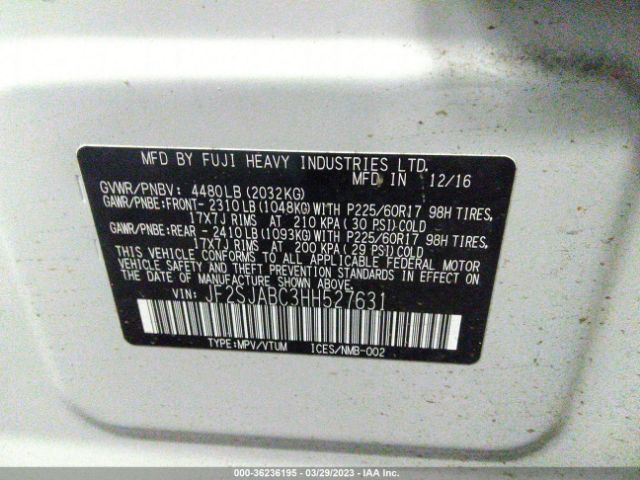 MFD BY FUJI HEAVY INDUSTRIES LTD.
MFD IN 12/16
GVWR/PNBV: 4480LB(2032KG)
GAWR/PNBE:FRONT- 2310LB(1048KG)WITH P225/60R17 98H TIRES,
17X7J RIMS AT 210 KPA(30 PSI)COLD
GAWR/PNBE:REAR - 2410LB(1093KG)WITH P225/60R17 98H TIRES,
17X7J RIMS AT 200 KPA(29 PSI)COLD
THIS VEHICLE CONFORMS TO ALL APPLICABLE FEDERAL MOTOR
VEHICLE SAFETY AND THEFT PREVENTION STANDARDS IN EFFECT ON
THE DATE OF MANUFACTURE SHOWN ABOVE.
VIN: JF2SJABC3HH527631
TYPE:MPV/VTUM ICES/NMB-002
000-36236195 - 03/29/2023 - IAA Inc.